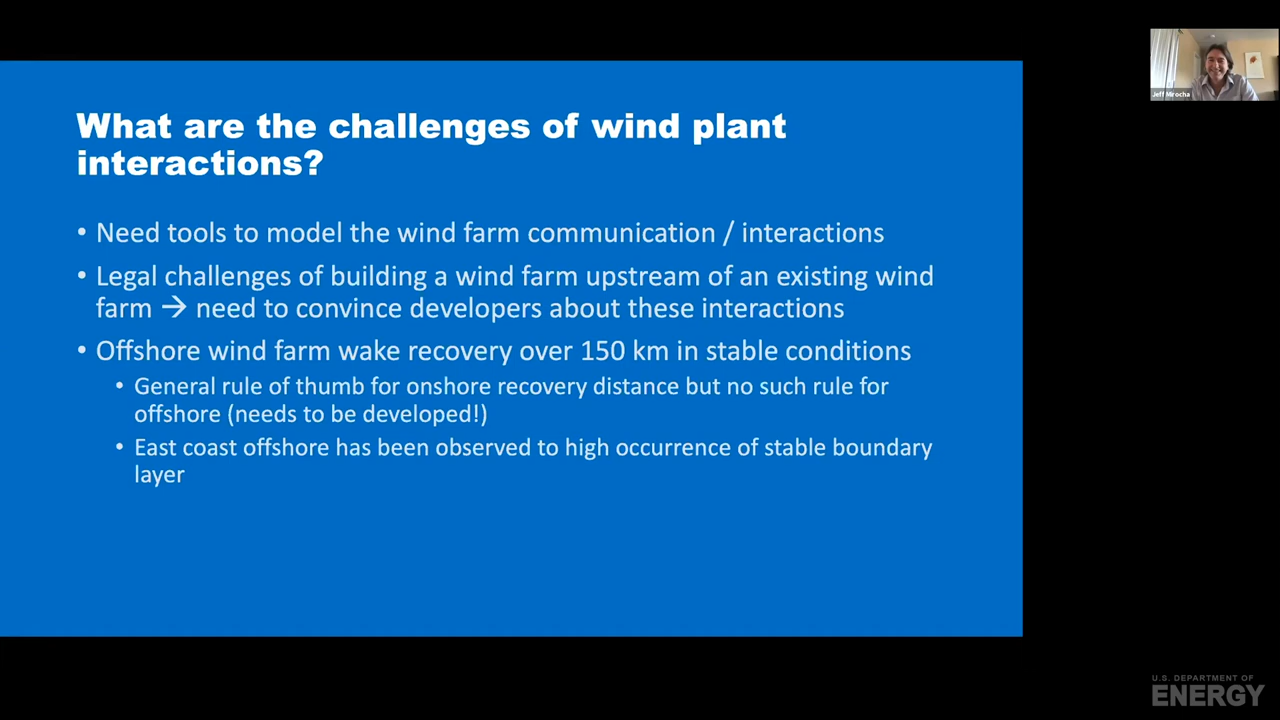 What are the challenges of wind plant
interactions?
• Need tools to model the wind farm communication / interactions
• Legal challenges of building a wind farm upstream of an existing wind
farm → need to convince developers about these interactions
• Offshore wind farm wake recovery over 150 km in stable conditions
• General rule of thumb for onshore recovery distance but no such rule for
offshore (needs to be developed!)
• East coast offshore has been observed to high occurrence of stable boundary
layer
Jeff Mirocha
U.S. DEPARTMENT OF
ENERGY